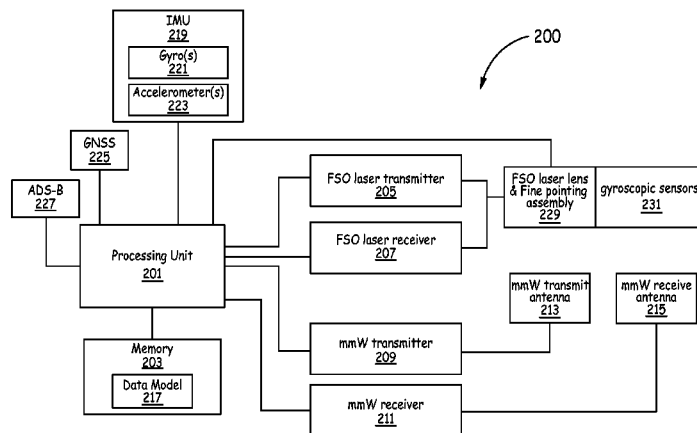 IMU
219
Gyro(s)
221
Accelerometer(s)
223
200
GNSS
225
ADS-B
227
FSO laser transmitter
205
FSO laser lens
& Fine pointing
assembly
229
gyroscopic sensors
231
Processing Unit
201
FSO laser receiver
207
mmW transmit
antenna
213
mmW receive
antenna
215
mmW transmitter
209
Memory
203
Data Model
217
mmW receiver
211